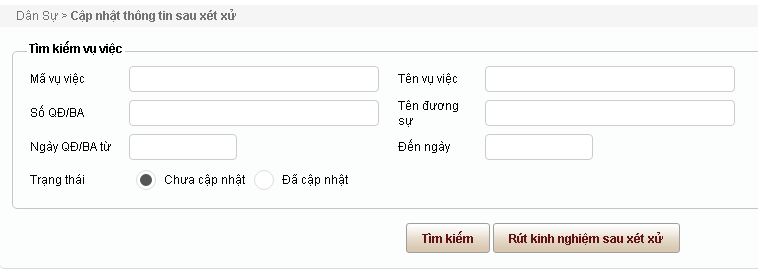 Dân Sự > Cập nhật thông tin sau xét xử
Tìm kiếm vụ việc
Mã vụ việc
Tên vụ việc
Số QĐ/BA
Tên đương
sự
Ngày QĐ/BA từ
Đến ngày
Trạng thái
Chưa cập nhật
Đã cập nhật
Tìm kiếm
Rút kinh nghiệm sau xét xử